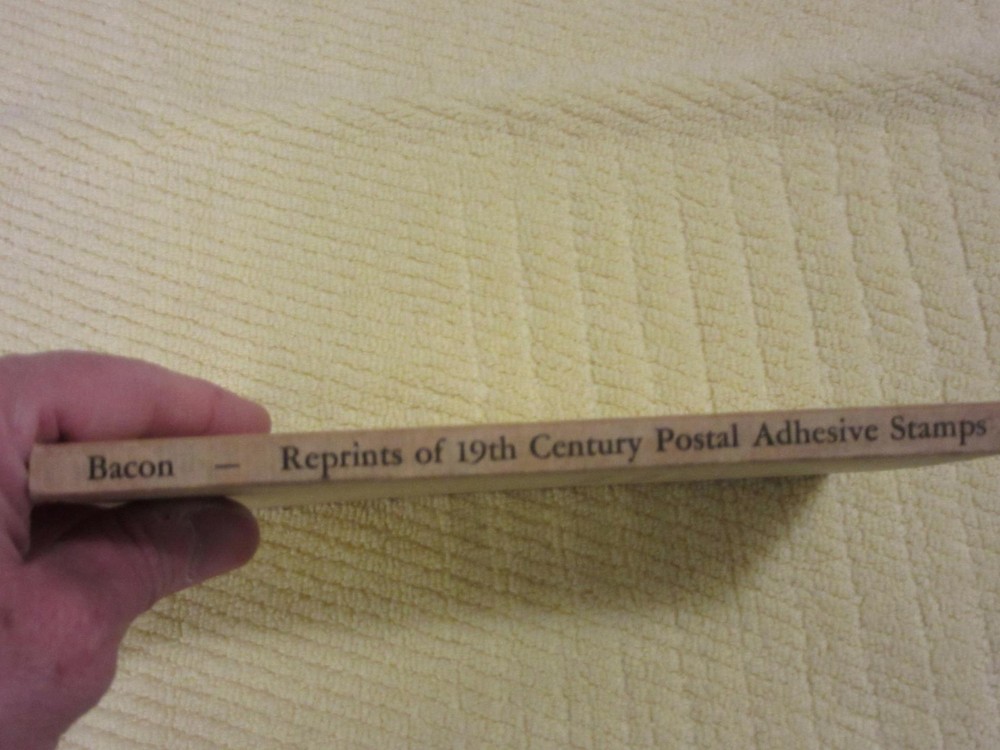 Bacon — Reprints of 19th Century Postal Adhesive Stamps